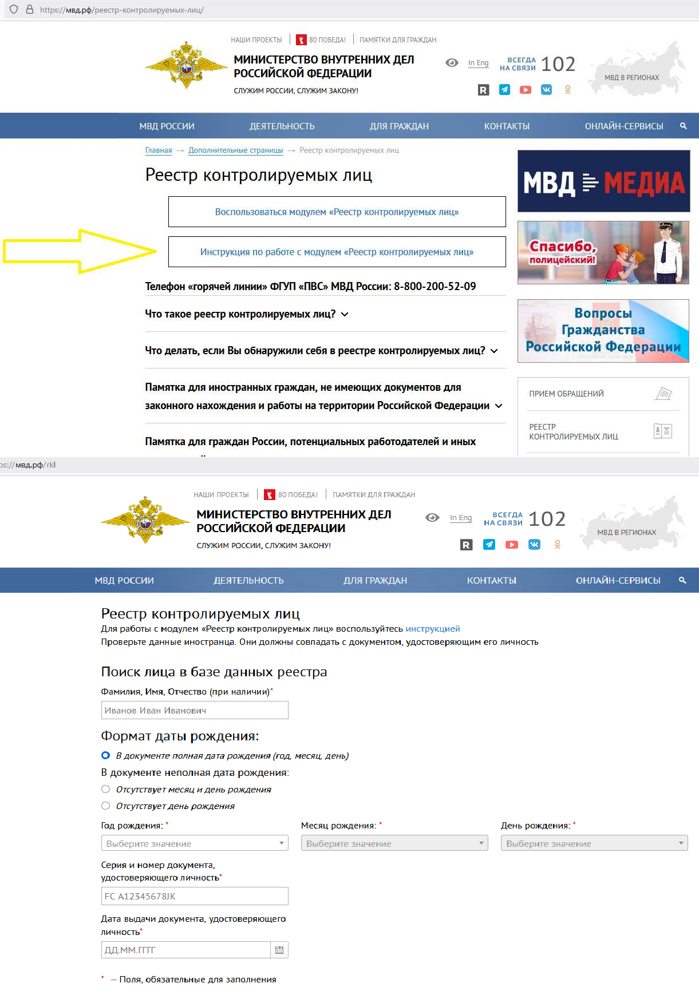 https://мвд.рф/реестр-контролируемых-лиц/
НАШИ ПРОЕКТЫ
80 ПОБЕДА!
ПАМЯТКИ ДЛЯ ГРАЖДАН
МИНИСТЕРСТВО ВНУТРЕННИХ ДЕЛ
РОССИЙСКОЙ ФЕДЕРАЦИИ
СЛУЖИМ РОССИИ, СЛУЖИМ ЗАКОНУ!
In Eng
ВСЕГДА
НА СВЯЗИ
102
МВД В РЕГИОНАХ
МВД РОССИИ
ДЕЯТЕЛЬНОСТЬ
ДЛЯ ГРАЖДАН
КОНТАКТЫ
ОНЛАЙН-СЕРВИСЫ
Главная → Дополнительные страницы → Реестр контролируемых лиц
Реестр контролируемых лиц
Воспользоваться модулем «Реестр контролируемых лиц»
Инструкция по работе с модулем «Реестр контролируемых лиц»
Телефон «горячей линии» ФГУП «ПВС» МВД России: 8-800-200-52-09
Что такое реестр контролируемых лиц?
Что делать, если Вы обнаружили себя в реестре контролируемых лиц?
Памятка для иностранных граждан, не имеющих документов для
законного нахождения и работы на территории Российской Федерации
Памятка для граждан России, потенциальных работодателей и иных
МВД МЕДИА
Спасибо,
полицейский!
Вопросы
Гражданства
Российской Федерации
ПРИЕМ ОБРАЩЕНИЙ
РЕЕСТР
КОНТРОЛИРУЕМЫХ ЛИЦ
ps://мвд.рф/rkl
НАШИ ПРОЕКТЫ
80 ПОБЕДА!
ПАМЯТКИ ДЛЯ ГРАЖДАН
МИНИСТЕРСТВО ВНУТРЕННИХ ДЕЛ
РОССИЙСКОЙ ФЕДЕРАЦИИ
СЛУЖИМ РОССИИ, СЛУЖИМ ЗАКОНУ!
In Eng
ВСЕГДА
НА СВЯЗИ
102
МВД В РЕГИОНАХ
МВД РОССИИ
ДЕЯТЕЛЬНОСТЬ
ДЛЯ ГРАЖДАН
КОНТАКТЫ
ОНЛАЙН-СЕРВИСЫ
Реестр контролируемых лиц
Для работы с модулем «Реестр контролируемых лиц» воспользуйтесь инструкцией
Проверьте данные иностранца. Они должны совпадать с документом, удостоверяющим его личность
Поиск лица в базе данных реестра
Фамилия, Имя, Отчество (при наличии)*
Иванов Иван Иванович
Формат даты рождения:
В документе полная дата рождения (год, месяц, день)
В документе неполная дата рождения:
Отсутствует месяц и день рождения
Отсутствует день рождения
Год рождения: *
Месяц рождения: *
День рождения: *
Выберите значение
Выберите значение
Выберите значение
Серия и номер документа,
удостоверяющего личность*
FC A12345678JK
Дата выдачи документа, удостоверяющего
личность*
ДД.ММ.ГГГГ
* — Поля, обязательные для заполнения